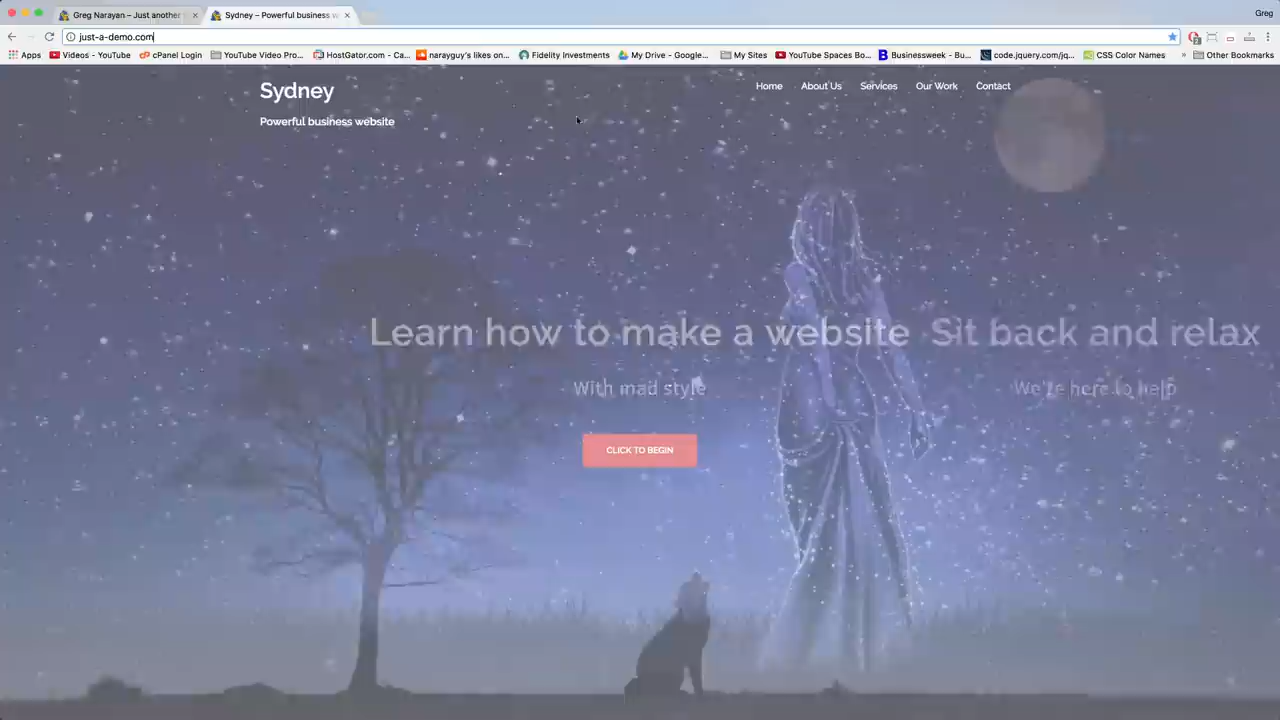 Greg Narayan – Just another
Sydney – Powerful business w
Greg
just-a-demo.com
Apps
Videos - YouTube
cPanel Login
YouTube Video Pro...
HostGator.com - Ca...
narayguy's likes on...
Fidelity Investments
My Drive - Google...
My Sites
YouTube Spaces Bo...
Businessweek - Bu...
code.jquery.com/jq...
CSS Color Names
»
Other Bookmarks
Sydney
Powerful business website
Home
About Us
Services
Our Work
Contact
Learn how to make a website
Sit back and relax
With mad style
We're here to help
CLICK TO BEGIN